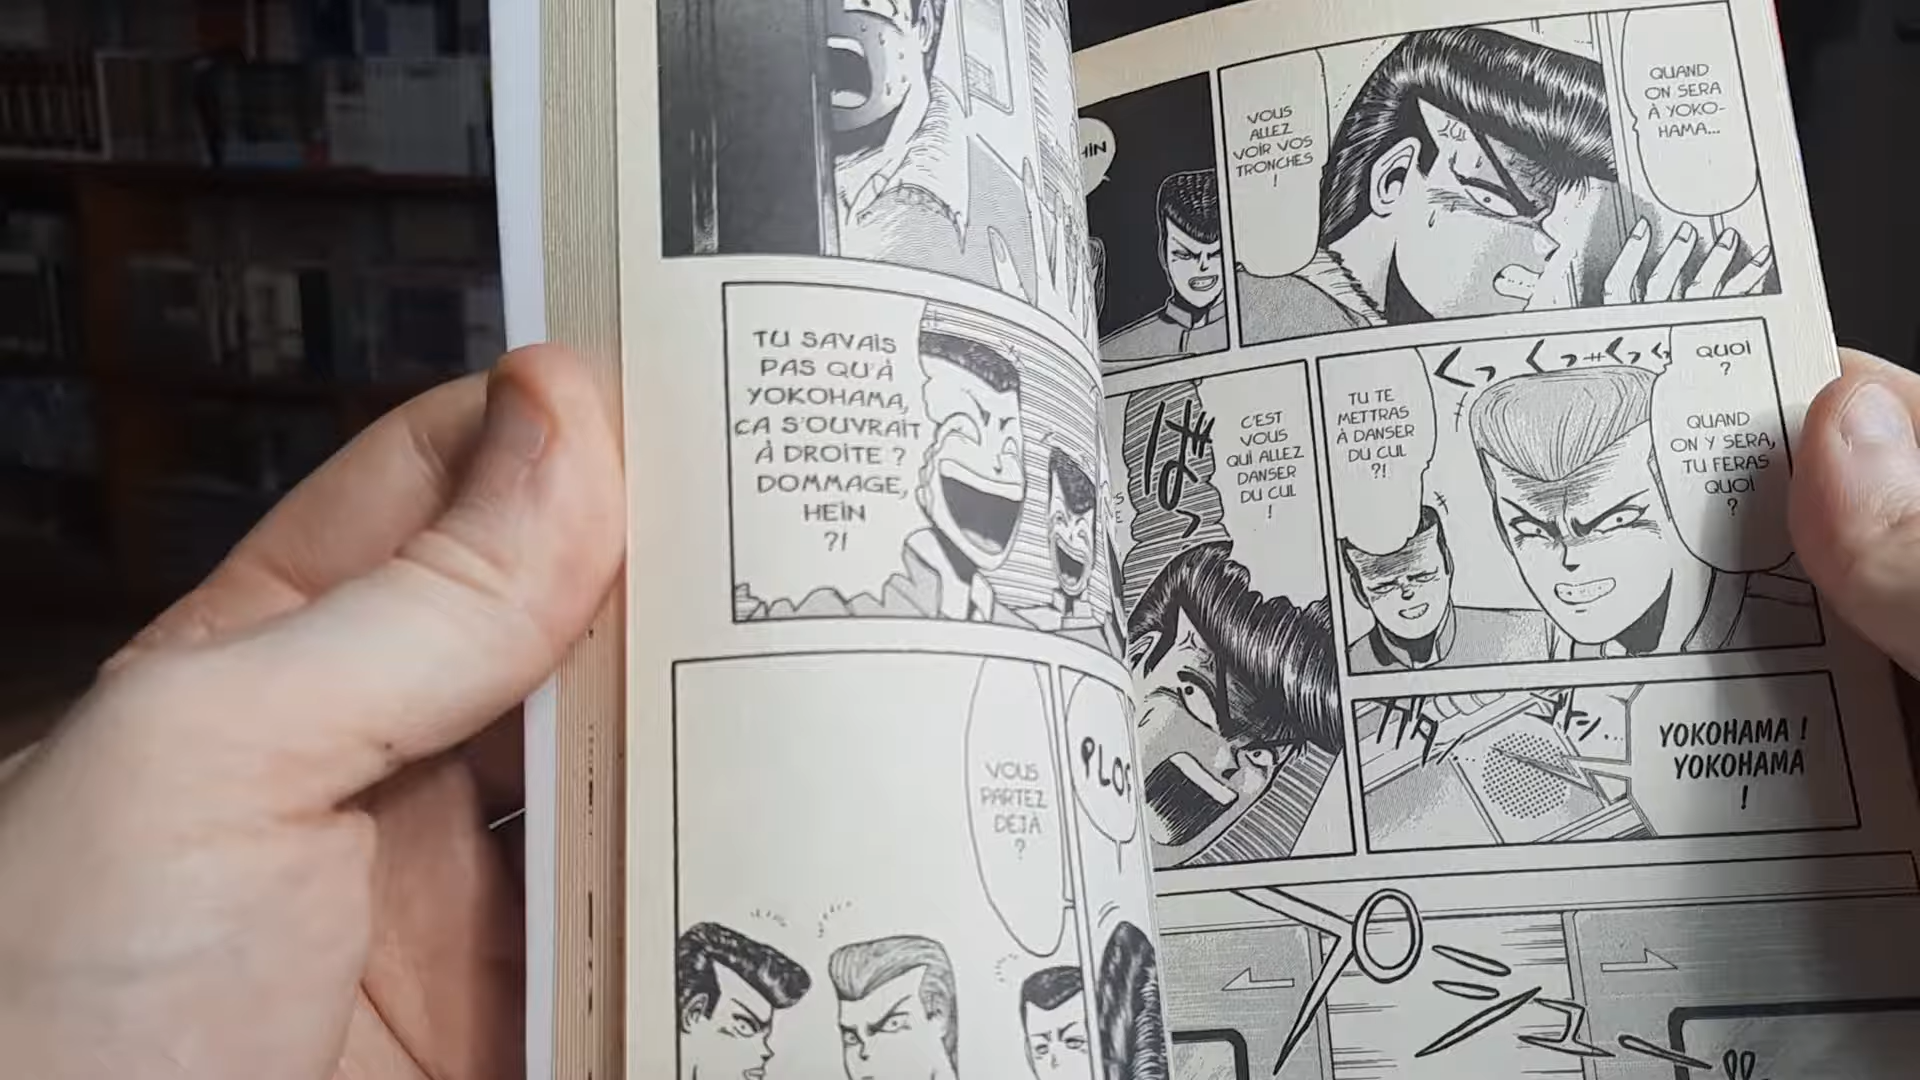 QUAND
ON SERA
À YOKO-
HAMA...
VOUS
ALLEZ
VOIR VOS
TRONCHES
!
HIN
QUOI
?
QUAND
ON Y SERA,
TU FERAS
QUOI
?
TU TE
METTRAS
À DANSER
DU CUL
?!
C'EST
VOUS
QUI ALLEZ
DANSER
DU CUL
!
YOKOHAMA !
YOKOHAMA
!
TU SAVAIS
PAS QU'À
YOKOHAMA,
ÇA S'OUVRAIT
À DROITE ?
DOMMAGE,
HEIN
?!
VOUS
PARTEZ
DÉJÀ
?